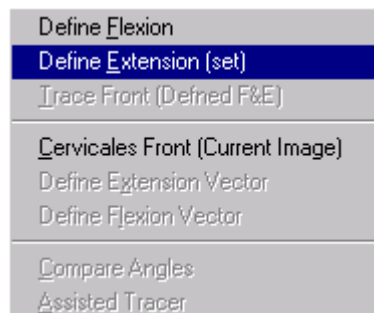 Define Flexion
Define Extension (set)
Trace Front (Defned F&E)
Cervicales Front (Current Image)
Define Extension Vector
Define Flexion Vector
Compare Angles
Assisted Tracer